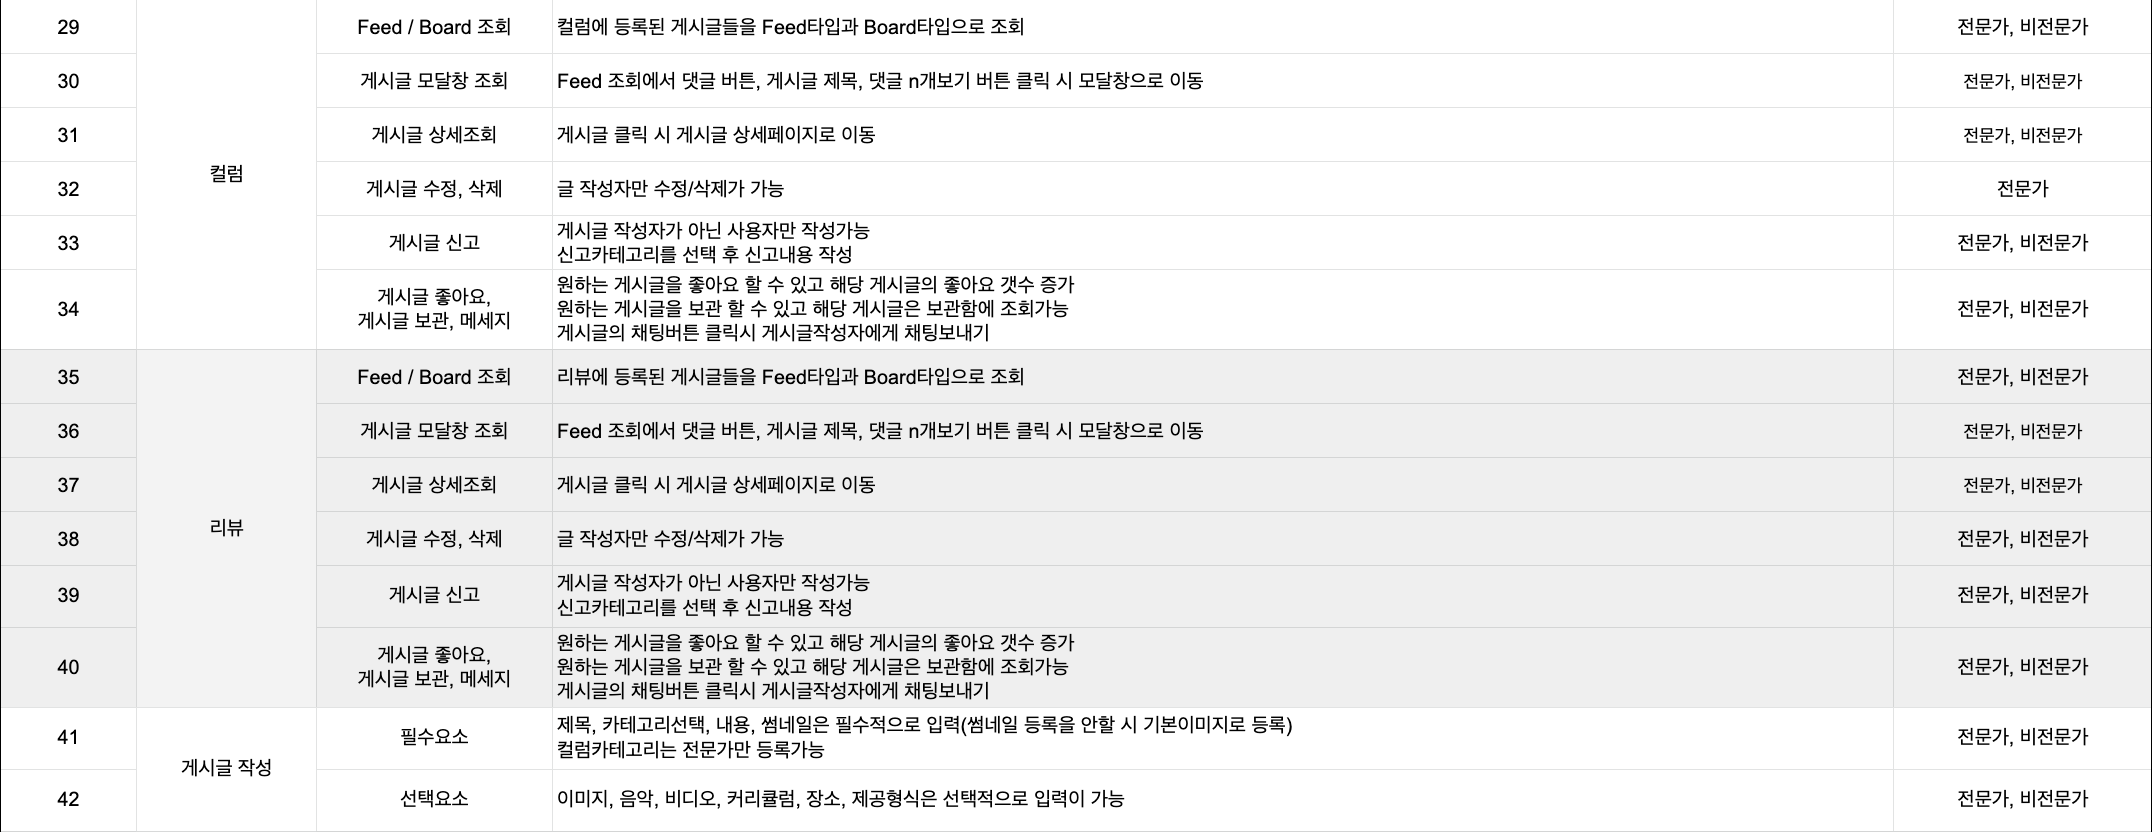 29
Feed / Board 조회
컬럼에 등록된 게시글들을 Feed타입과 Board타입으로 조회
전문가, 비전문가
30
게시글 모달창 조회
Feed 조회에서 댓글 버튼, 게시글 제목, 댓글 n개보기 버튼 클릭 시 모달창으로 이동
전문가, 비전문가
31
게시글 상세조회
게시글 클릭 시 게시글 상세페이지로 이동
전문가, 비전문가
컬럼
32
게시글 수정, 삭제
글 작성자만 수정/삭제가 가능
전문가
33
게시글 신고
게시글 작성자가 아닌 사용자만 작성가능
신고카테고리를 선택 후 신고내용 작성
전문가, 비전문가
34
게시글 좋아요,
게시글 보관, 메세지
원하는 게시글을 좋아요 할 수 있고 해당 게시글의 좋아요 갯수 증가
원하는 게시글을 보관 할 수 있고 해당 게시글은 보관함에 조회가능
게시글의 채팅버튼 클릭시 게시글작성자에게 채팅보내기
전문가, 비전문가
35
Feed / Board 조회
리뷰에 등록된 게시글들을 Feed타입과 Board타입으로 조회
전문가, 비전문가
36
게시글 모달창 조회
Feed 조회에서 댓글 버튼, 게시글 제목, 댓글 n개보기 버튼 클릭 시 모달창으로 이동
전문가, 비전문가
37
게시글 상세조회
게시글 클릭 시 게시글 상세페이지로 이동
전문가, 비전문가
리뷰
38
게시글 수정, 삭제
글 작성자만 수정/삭제가 가능
전문가, 비전문가
39
게시글 신고
게시글 작성자가 아닌 사용자만 작성가능
신고카테고리를 선택 후 신고내용 작성
전문가, 비전문가
40
게시글 좋아요,
게시글 보관, 메세지
원하는 게시글을 좋아요 할 수 있고 해당 게시글의 좋아요 갯수 증가
원하는 게시글을 보관 할 수 있고 해당 게시글은 보관함에 조회가능
게시글의 채팅버튼 클릭시 게시글작성자에게 채팅보내기
전문가, 비전문가
41
게시글 작성
필수요소
제목, 카테고리선택, 내용, 썸네일은 필수적으로 입력(썸네일 등록을 안할 시 기본이미지로 등록)
컬럼카테고리는 전문가만 등록가능
전문가, 비전문가
42
선택요소
이미지, 음악, 비디오, 커리큘럼, 장소, 제공형식은 선택적으로 입력이 가능
전문가, 비전문가